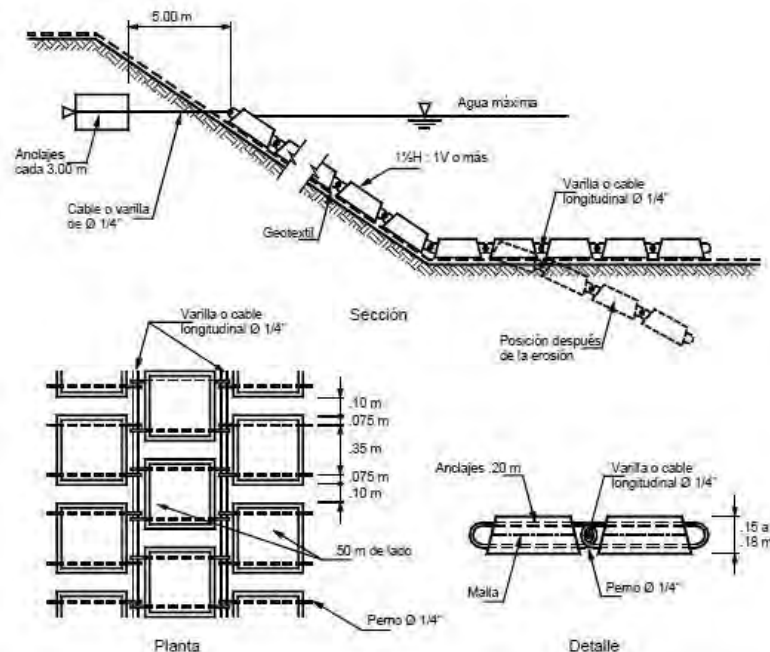 5.00 m
Agua máxima
Anclajes
cada 3.00 m
1½H : 1V o más
Varilla o cable
longitudinal Ø 1/4"
Cable o varilla
de Ø 1/4"
Geotextil
Sección
Posición después
de la erosión
Varilla o cable
longitudinal Ø 1/4"
.10 m
.075 m
.35 m
.075 m
.10 m
.50 m de lado
Perno Ø 1/4"
Planta
Anclajes .20 m
Varilla o cable
longitudinal Ø 1/4"
.15 a
.18 m
Malla
Perno Ø 1/4"
Detalle